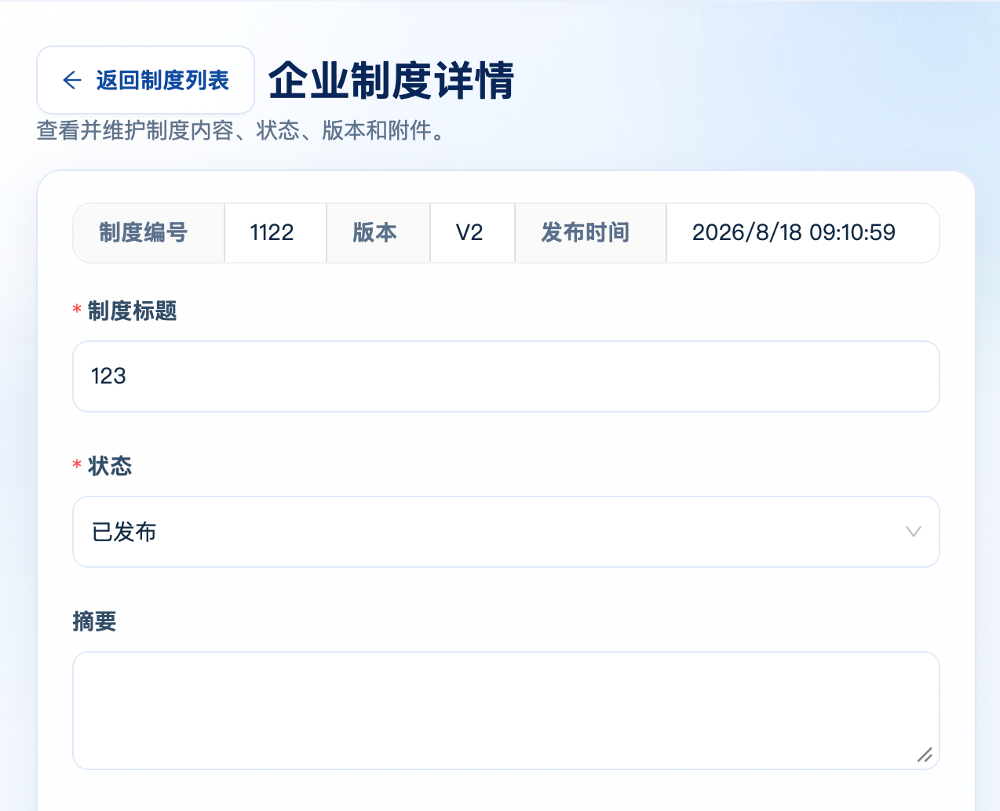 返回制度列表 企业制度详情
查看并维护制度内容、状态、版本和附件。
制度编号 1122 版本 V2 发布时间 2026/8/18 09:10:59
* 制度标题
123
* 状态
已发布
摘要